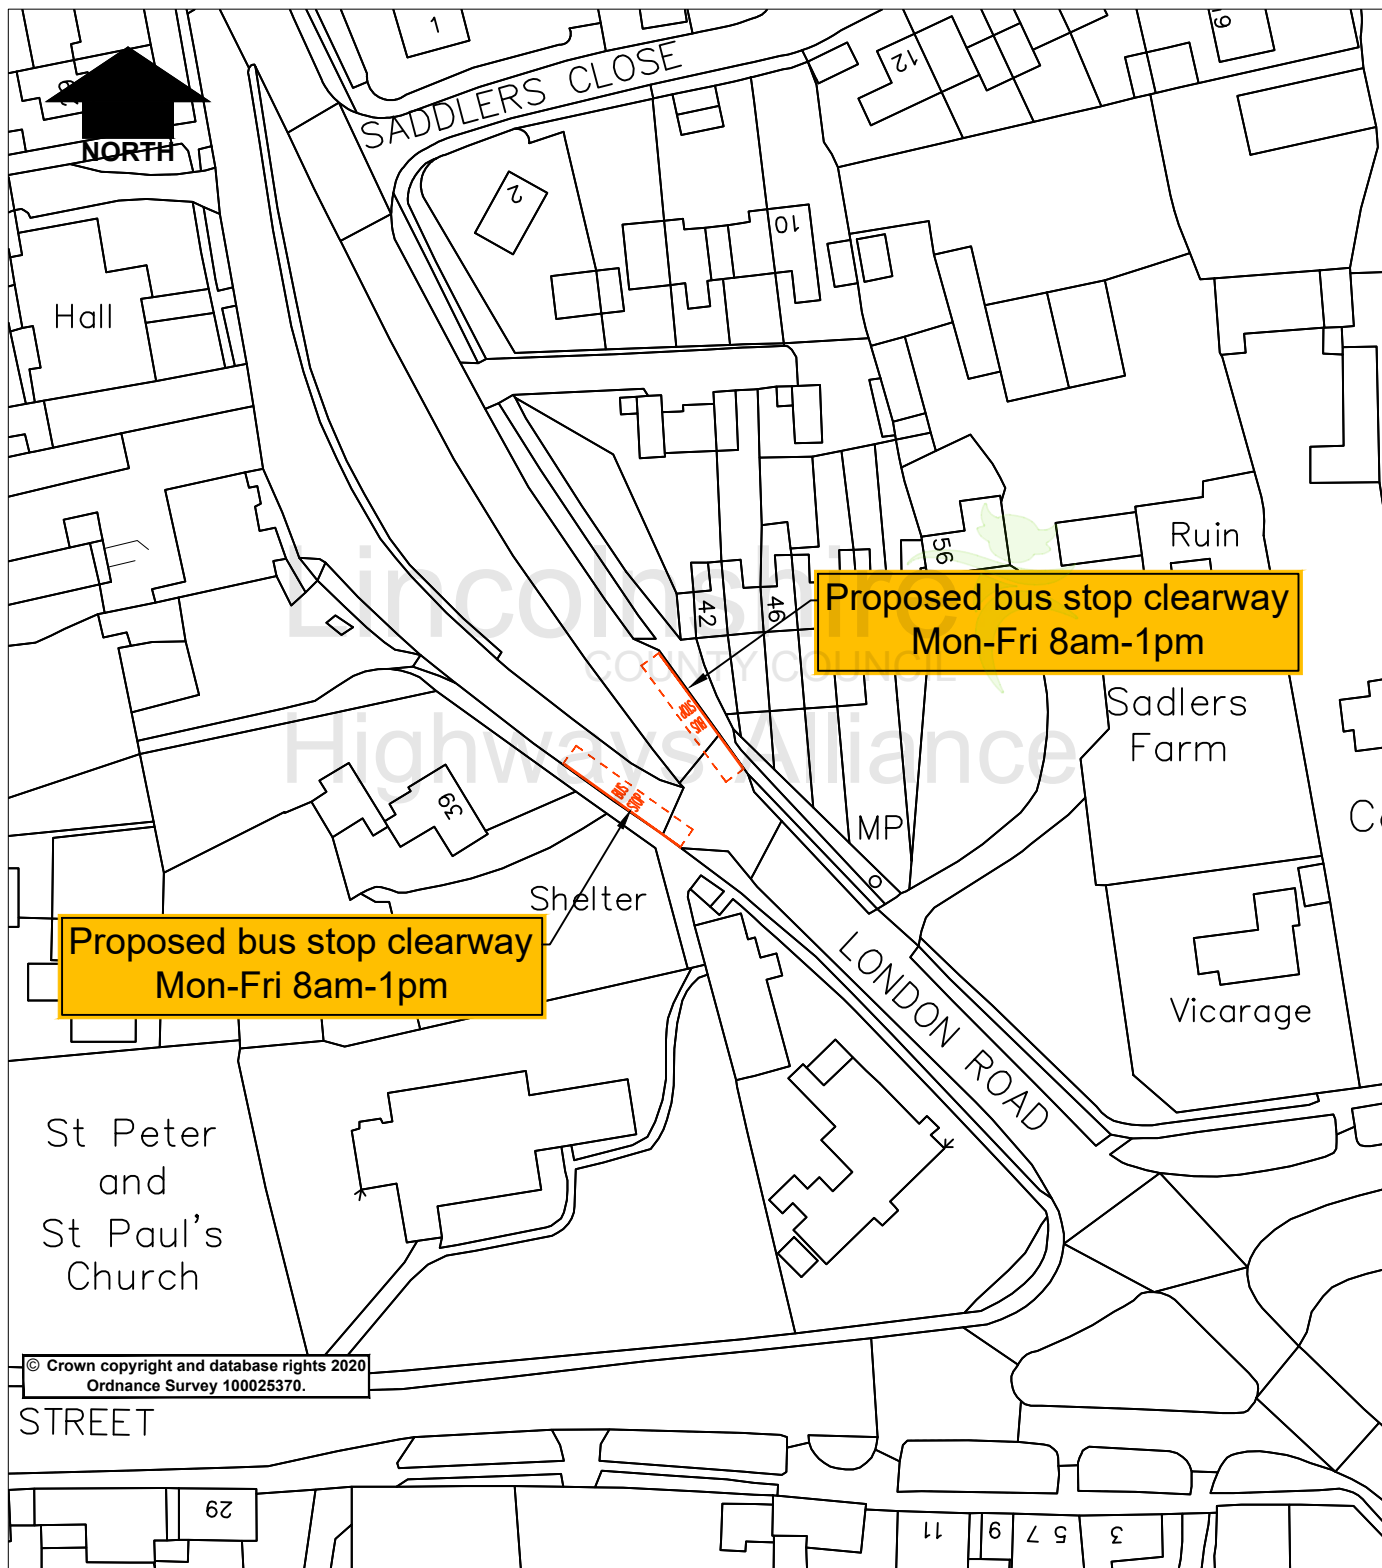 1
19
SADDLERS CLOSE
12
NORTH
2
10
Hall
Ruin
56
Lincolnshire
COUNTY COUNCIL
Highways Alliance
42
46
Proposed bus stop clearway
Mon-Fri 8am-1pm
Sadlers
Farm
39
MP
Shelter
Proposed bus stop clearway
Mon-Fri 8am-1pm
LONDON ROAD
Vicarage
St Peter
and
St Paul's
Church
© Crown copyright and database rights 2020
Ordnance Survey 100025370.
STREET
29
11
9
7
5
3